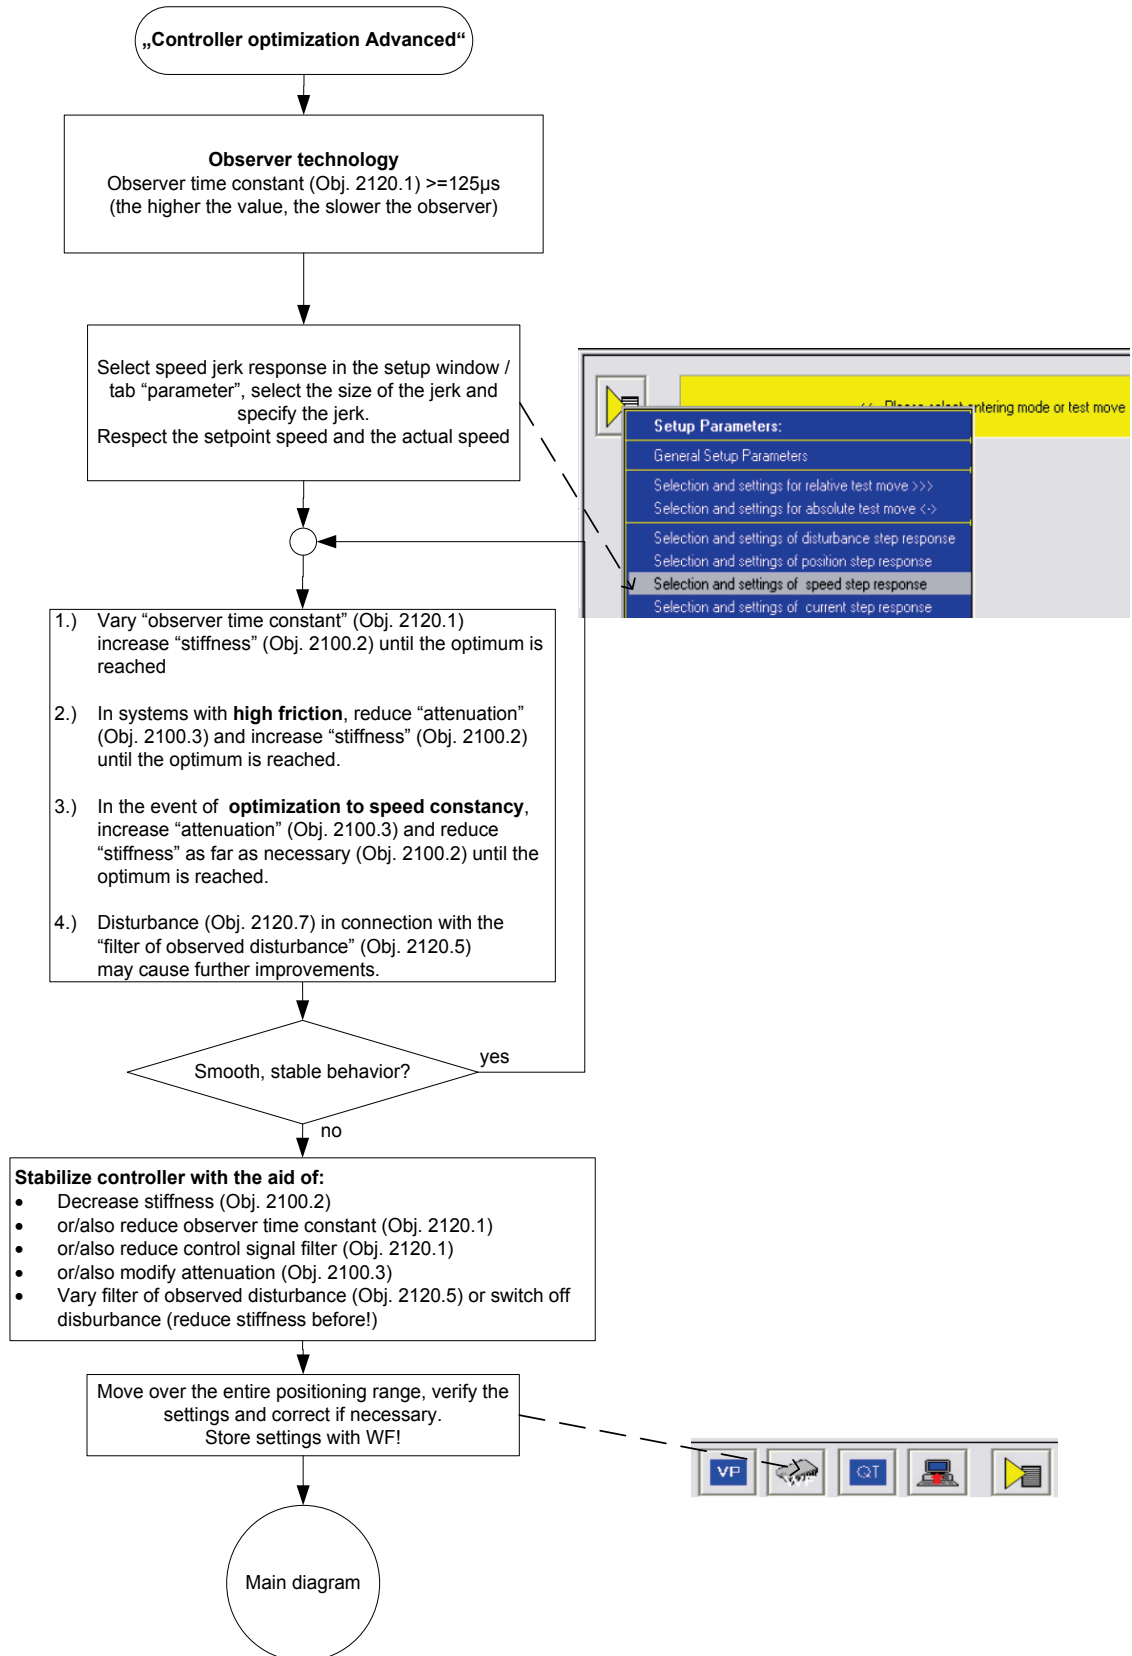 „Controller optimization Advanced“
Observer technology
Observer time constant (Obj. 2120.1) >=125µs
(the higher the value, the slower the observer)
Select speed jerk response in the setup window /
tab “parameter”, select the size of the jerk and
specify the jerk.
Respect the setpoint speed and the actual speed
<<- Please select entering mode or test move
Setup Parameters:
General Setup Parameters
Selection and settings for relative test move >>>
Selection and settings for absolute test move <->
Selection and settings of disturbance step response
Selection and settings of position step response
Selection and settings of speed step response
Selection and settings of current step response
1.) Vary “observer time constant” (Obj. 2120.1)
increase “stiffness” (Obj. 2100.2) until the optimum is
reached
2.) In systems with high friction, reduce “attenuation”
(Obj. 2100.3) and increase “stiffness” (Obj. 2100.2)
until the optimum is reached.
3.) In the event of optimization to speed constancy,
increase “attenuation” (Obj. 2100.3) and reduce
“stiffness” as far as necessary (Obj. 2100.2) until the
optimum is reached.
4.) Disturbance (Obj. 2120.7) in connection with the
“filter of observed disturbance” (Obj. 2120.5)
may cause further improvements.
Smooth, stable behavior?
yes
no
Stabilize controller with the aid of:
• Decrease stiffness (Obj. 2100.2)
• or/also reduce observer time constant (Obj. 2120.1)
• or/also reduce control signal filter (Obj. 2120.1)
• or/also modify attenuation (Obj. 2100.3)
• Vary filter of observed disturbance (Obj. 2120.5) or switch off
disburbance (reduce stiffness before!)
Move over the entire positioning range, verify the
settings and correct if necessary.
Store settings with WF!
VP
WF
QT
Main diagram